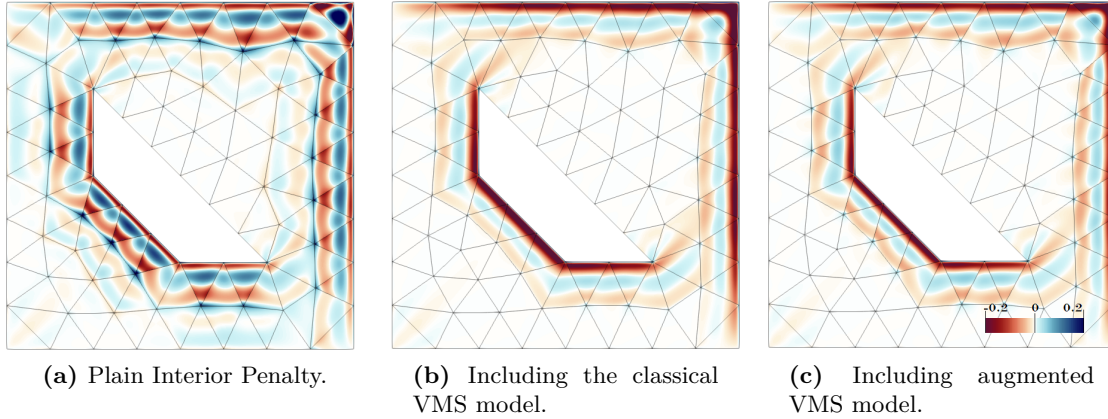 -0.2 0 0.2
(a) Plain Interior Penalty.
(b) Including the classical
VMS model.
(c) Including augmented
VMS model.